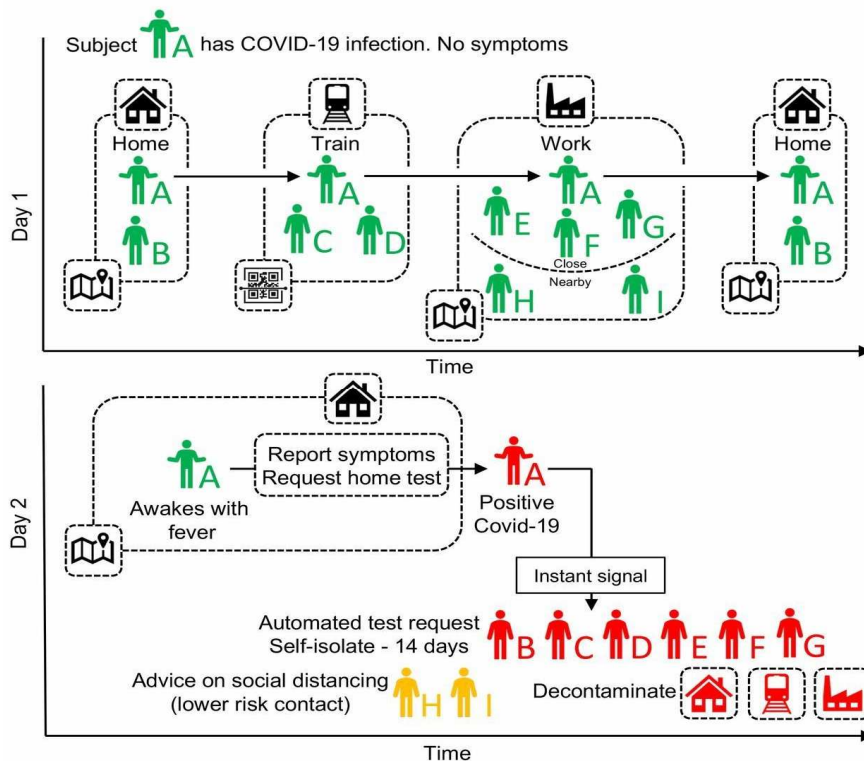 Subject A has COVID-19 infection. No symptoms
Day 1
Home
Train
Work
Home
A
A
A
A
B
C
D
E
F
G
B
Close
Nearby
H
I
Time
Day 2
A
Report symptoms
Request home test
A
Awakes with
fever
Positive
Covid-19
Instant signal
Automated test request
Self-isolate - 14 days
B C D E F G
Advice on social distancing
(lower risk contact)
H I
Decontaminate
Time